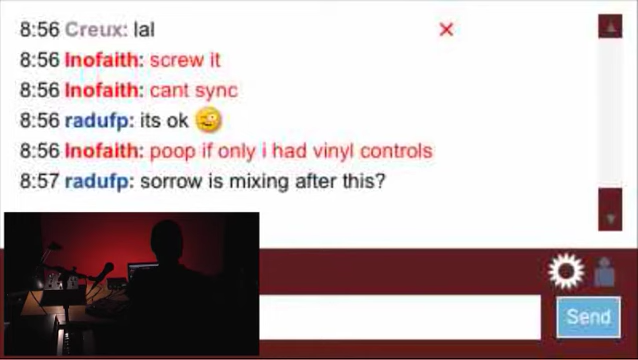 8:56 Creux: lal
8:56 Inofaith: screw it
8:56 Inofaith: cant sync
8:56 radufp: its ok
8:56 Inofaith: poop if only i had vinyl controls
8:57 radufp: sorrow is mixing after this?
Send